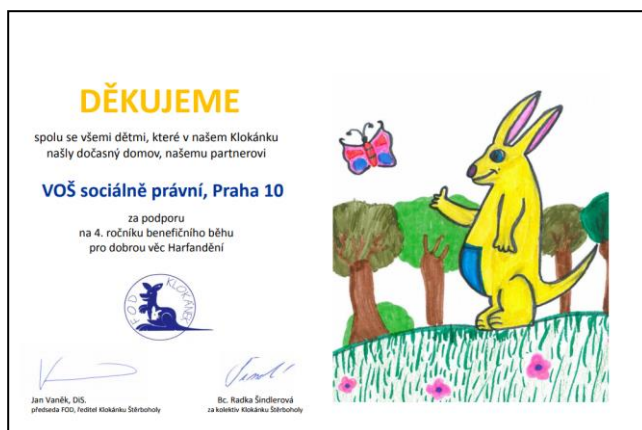 DĚKUJEME
spolu se všemi dětmi, které v našem Klokánku
našly dočasný domov, našemu partnerovi
VOŠ sociálně právní, Praha 10
za podporu
na 4. ročníku benefičního běhu
pro dobrou věc Harfandění
FOD KLOKÁNEK
Jan Vaněk, DiS.
předseda FOD, ředitel Klokánku Štěrboholy
Bc. Radka Šindlerová
za kolektiv Klokánku Štěrboholy